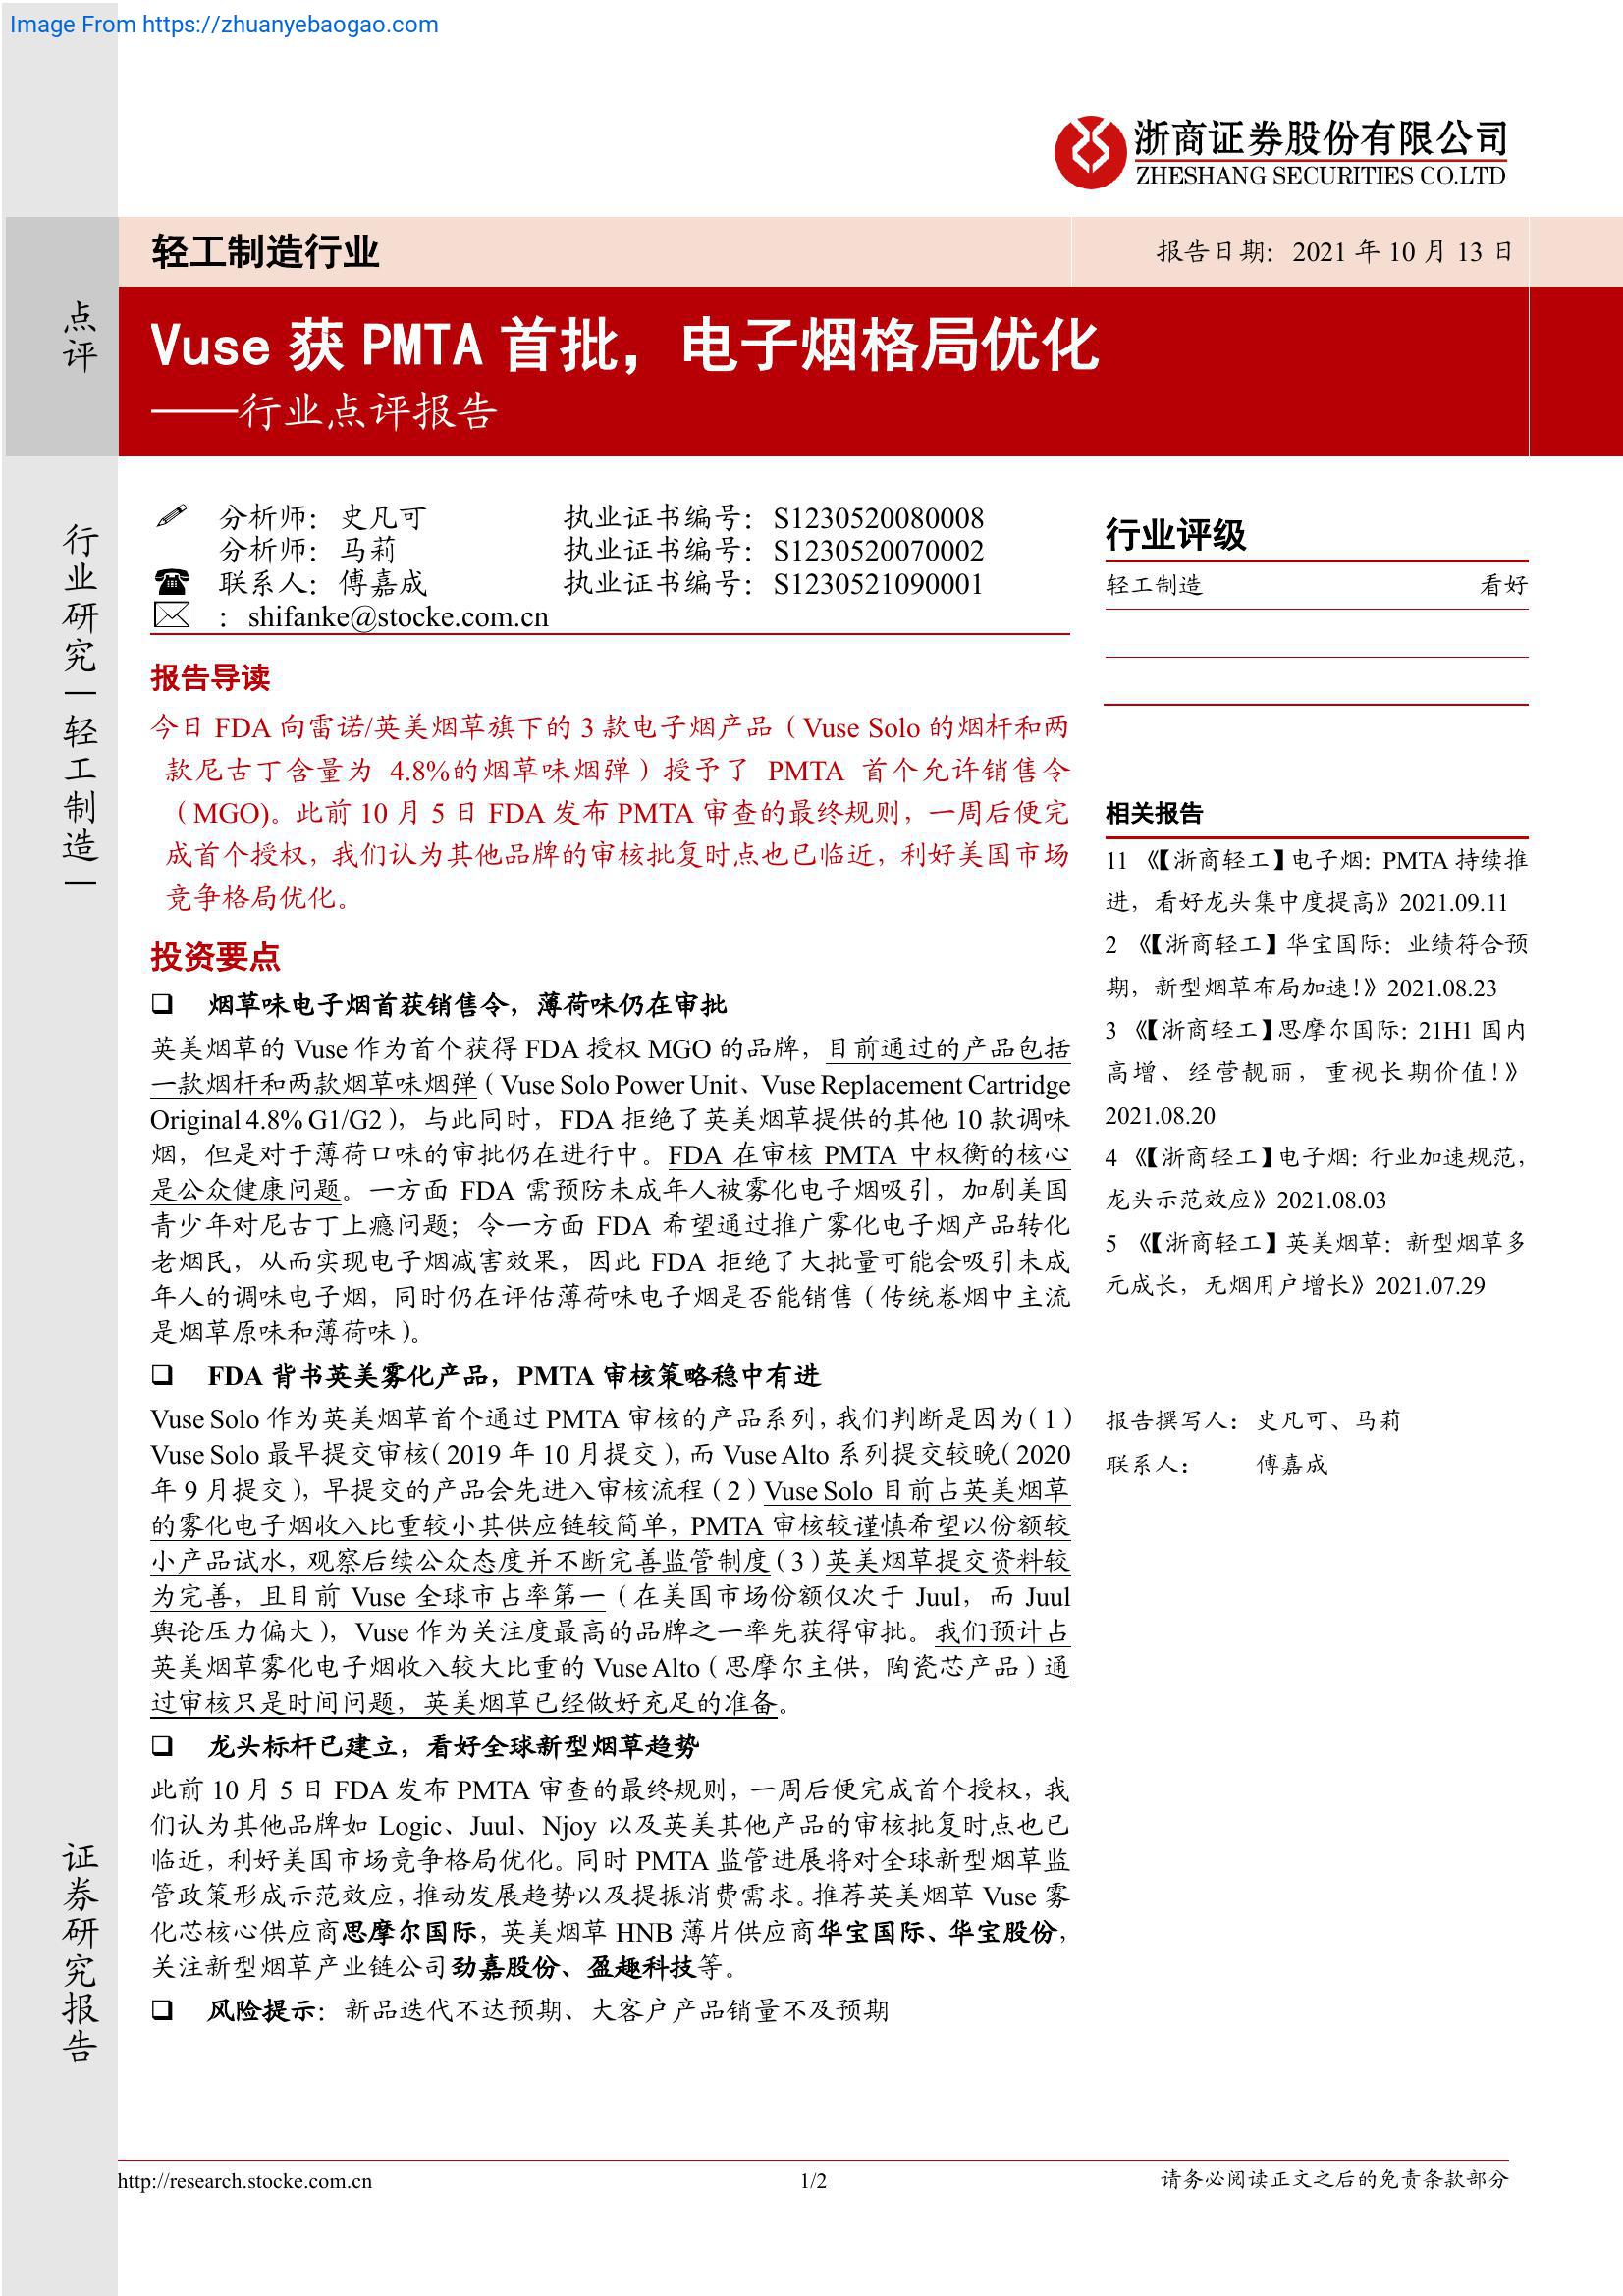 Image From https://zhuanyebaogao.com
浙商证券股份有限公司
ZHESHANG SECURITIES CO.LTD
轻工制造行业
报告日期：2021 年 10 月 13 日
点评
Vuse 获 PMTA 首批，电子烟格局优化
——行业点评报告
行业研究｜轻工制造｜
分析师：史凡可 执业证书编号：S1230520080008
分析师：马莉 执业证书编号：S1230520070002
联系人：傅嘉成 执业证书编号：S1230521090001
：shifanke@stocke.com.cn
报告导读
今日 FDA 向雷诺/英美烟草旗下的 3 款电子烟产品（Vuse Solo 的烟杆和两
款尼古丁含量为 4.8%的烟草味烟弹）授予了 PMTA 首个允许销售令
（MGO)。此前 10 月 5 日 FDA 发布 PMTA 审查的最终规则，一周后便完
成首个授权，我们认为其他品牌的审核批复时点也已临近，利好美国市场
竞争格局优化。
投资要点
❑ 烟草味电子烟首获销售令，薄荷味仍在审批
英美烟草的 Vuse 作为首个获得 FDA 授权 MGO 的品牌，目前通过的产品包括
一款烟杆和两款烟草味烟弹（Vuse Solo Power Unit、Vuse Replacement Cartridge
Original 4.8% G1/G2），与此同时，FDA 拒绝了英美烟草提供的其他 10 款调味
烟，但是对于薄荷口味的审批仍在进行中。FDA 在审核 PMTA 中权衡的核心
是公众健康问题。一方面 FDA 需预防未成年人被雾化电子烟吸引，加剧美国
青少年对尼古丁上瘾问题；令一方面 FDA 希望通过推广雾化电子烟产品转化
老烟民，从而实现电子烟减害效果，因此 FDA 拒绝了大批量可能会吸引未成
年人的调味电子烟，同时仍在评估薄荷味电子烟是否能销售（传统卷烟中主流
是烟草原味和薄荷味）。
❑ FDA 背书英美雾化产品，PMTA 审核策略稳中有进
Vuse Solo 作为英美烟草首个通过 PMTA 审核的产品系列，我们判断是因为（1）
Vuse Solo 最早提交审核（2019 年 10 月提交），而 Vuse Alto 系列提交较晚（2020
年 9 月提交），早提交的产品会先进入审核流程（2）Vuse Solo 目前占英美烟草
的雾化电子烟收入比重较小其供应链较简单，PMTA 审核较谨慎希望以份额较
小产品试水，观察后续公众态度并不断完善监管制度（3）英美烟草提交资料较
为完善，且目前 Vuse 全球市占率第一（在美国市场份额仅次于 Juul，而 Juul
舆论压力偏大），Vuse 作为关注度最高的品牌之一率先获得审批。我们预计占
英美烟草雾化电子烟收入较大比重的 Vuse Alto（思摩尔主供，陶瓷芯产品）通
过审核只是时间问题，英美烟草已经做好充足的准备。
❑ 龙头标杆已建立，看好全球新型烟草趋势
此前 10 月 5 日 FDA 发布 PMTA 审查的最终规则，一周后便完成首个授权，我
们认为其他品牌如 Logic、Juul、Njoy 以及英美其他产品的审核批复时点也已
临近，利好美国市场竞争格局优化。同时 PMTA 监管进展将对全球新型烟草监
管政策形成示范效应，推动发展趋势以及提振消费需求。推荐英美烟草 Vuse 雾
化芯核心供应商思摩尔国际，英美烟草 HNB 薄片供应商华宝国际、华宝股份，
关注新型烟草产业链公司劲嘉股份、盈趣科技等。
❑ 风险提示：新品迭代不达预期、大客户产品销量不及预期
行业评级
轻工制造 看好
相关报告
11 《【浙商轻工】电子烟：PMTA 持续推
进，看好龙头集中度提高》2021.09.11
2 《【浙商轻工】华宝国际：业绩符合预
期，新型烟草布局加速！》2021.08.23
3 《【浙商轻工】思摩尔国际：21H1 国内
高增、经营靓丽，重视长期价值！》
2021.08.20
4 《【浙商轻工】电子烟：行业加速规范，
龙头示范效应》2021.08.03
5 《【浙商轻工】英美烟草：新型烟草多
元成长，无烟用户增长》2021.07.29
报告撰写人：史凡可、马莉
联系人：傅嘉成
证券研究报告
http://research.stocke.com.cn
1/2
请务必阅读正文之后的免责条款部分